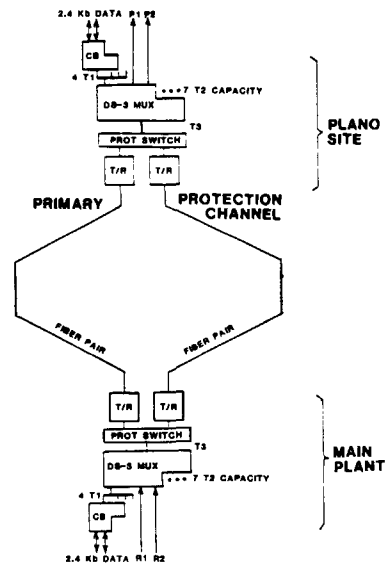 2.4 Kb DATA R1 R2
CB
4 T1
7 T2 CAPACITY
DS-3 MUX
T3
PROT SWITCH
T/R T/R
PLANO
SITE
PRIMARY
PROTECTION
CHANNEL
FIBER PAIR
FIBER PAIR
T/R T/R
PROT SWITCH
T3
DS-3 MUX
7 T2 CAPACITY
4 T1
CB
MAIN
PLANT
2.4 Kb DATA R1 R2